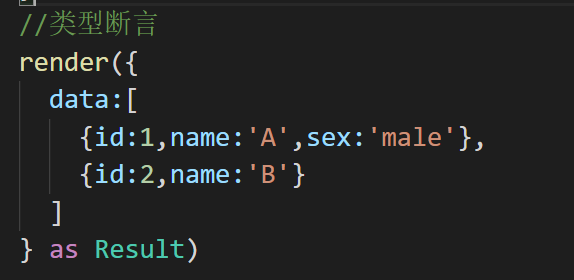 //类型断言
render({
  data:[
    {id:1,name:'A',sex:'male'},
    {id:2,name:'B'}
  ]
} as Result)